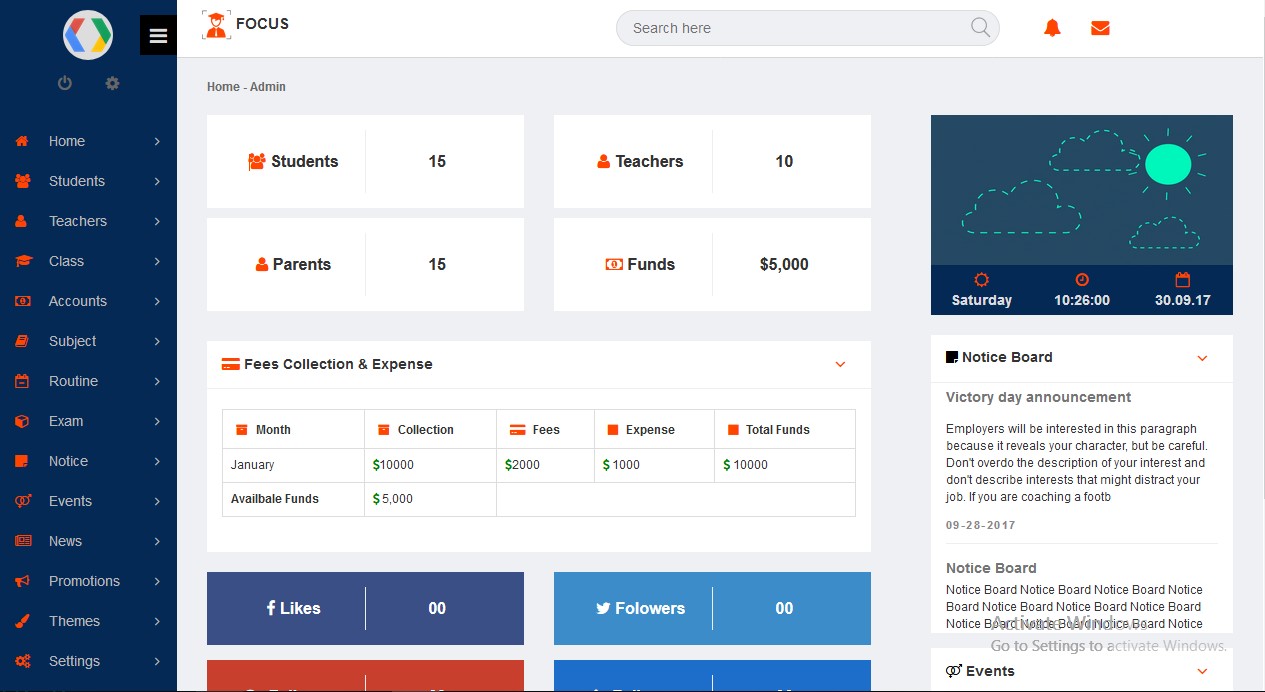 FOCUS
Search here
Home - Admin
Home
Students
Teachers
Class
Accounts
Subject
Routine
Exam
Notice
Events
News
Promotions
Themes
Settings
Students 15
Teachers 10
Parents 15
Funds $5,000
Saturday 10:26:00 30.09.17
Fees Collection & Expense
Month Collection Fees Expense Total Funds
January $10000 $2000 $ 1000 $ 10000
Availbale Funds $ 5,000
Likes 00
Folowers 00
Notice Board
Victory day announcement
Employers will be interested in this paragraph
because it reveals your character, but be careful.
Don't overdo the description of your interest and
don't describe interests that might distract your
job. If you are coaching a footb
09-28-2017
Notice Board
Notice Board Notice Board Notice Board Notice
Board Notice Board Notice Board Notice Board
Notice Board Notice Board Notice Board Notice
Activate Windows
Go to Settings to activate Windows.
Events